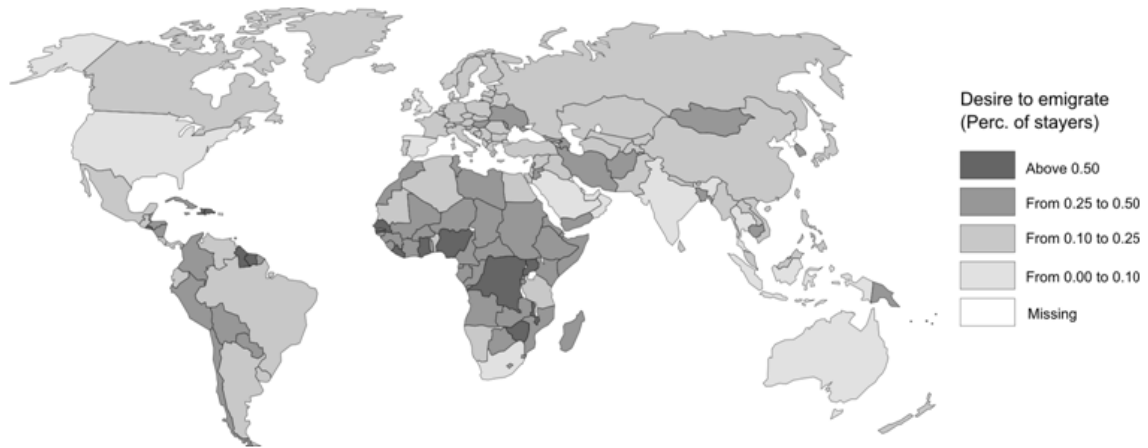 Desire to emigrate
(Perc. of stayers)
Above 0.50
From 0.25 to 0.50
From 0.10 to 0.25
From 0.00 to 0.10
Missing